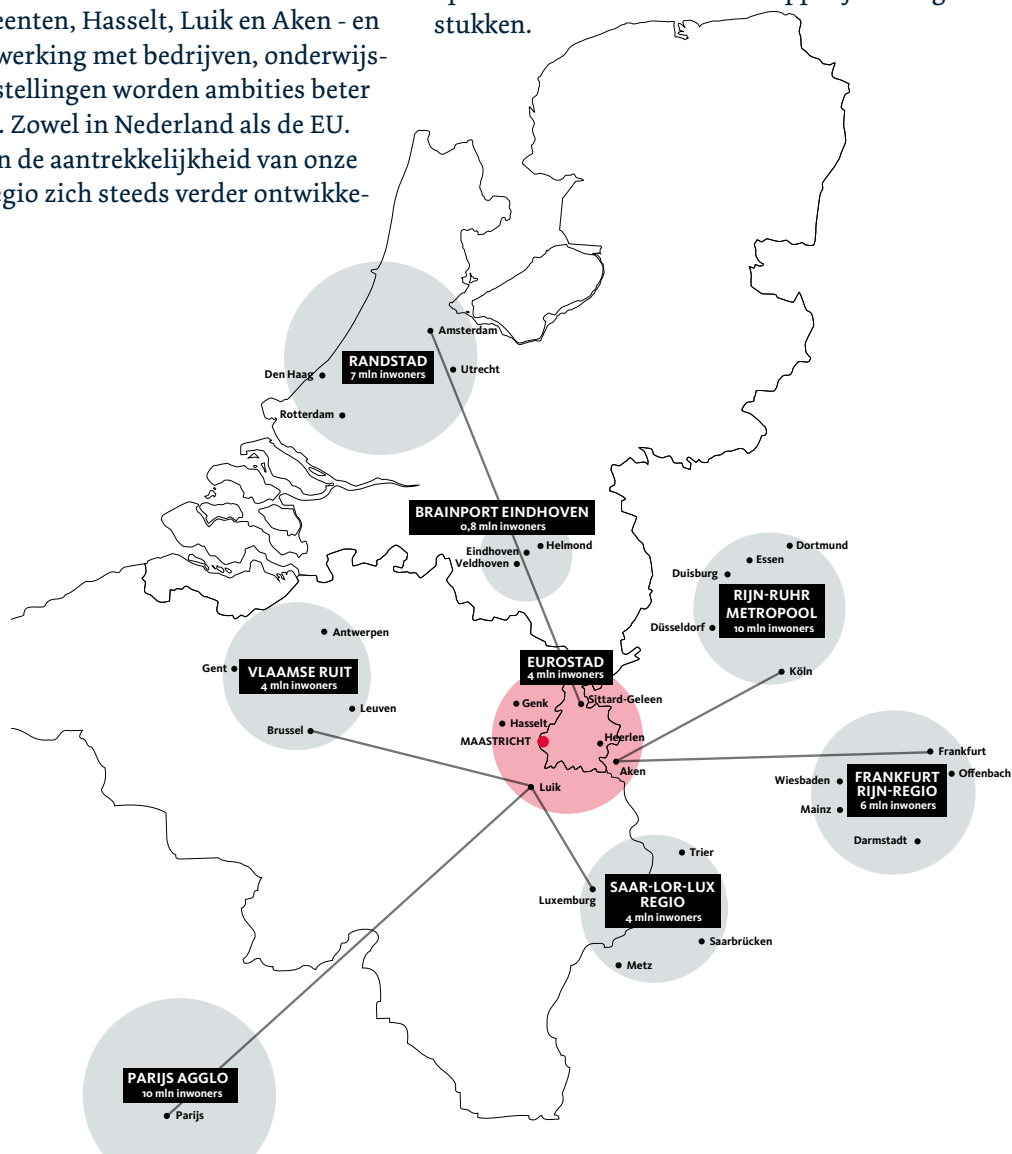 eenten, Hasselt, Luik en Aken - en
werking met bedrijven, onderwijs-
stellingen worden ambities beter
. Zowel in Nederland als de EU.
n de aantrekkelijkheid van onze
egio zich steeds verder ontwikke-
stukken.
Amsterdam
RANDSTAD
7 mln inwoners
Utrecht
Den Haag
Rotterdam
BRAINPORT EINDHOVEN
0,8 mln inwoners
Helmond
Eindhoven
Veldhoven
Dortmund
Essen
Duisburg
RIJN-RUHR
METROPOOL
10 mln inwoners
Düsseldorf
Köln
Antwerpen
Gent
VLAAMSE RUIT
4 mln inwoners
Leuven
Brussel
EUROSTAD
4 mln inwoners
Sittard-Geleen
Genk
Hasselt
MAASTRICHT
Heerlen
Aken
Luik
Frankfurt
Offenbach
Wiesbaden
FRANKFURT
RIJN-REGIO
6 mln inwoners
Mainz
Darmstadt
Trier
Luxemburg
SAAR-LOR-LUX
REGIO
4 mln inwoners
Saarbrücken
Metz
PARIJS AGGLO
10 mln inwoners
Parijs